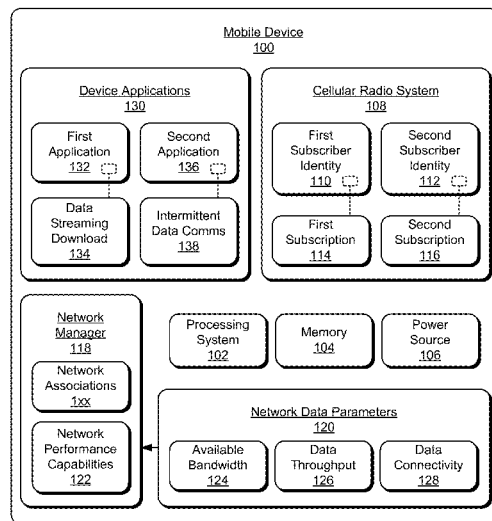 Mobile Device
100
Device Applications
130
First
Application
132
Second
Application
136
Data
Streaming
Download
134
Intermittent
Data Comms
138
Cellular Radio System
108
First
Subscriber
Identity
110
Second
Subscriber
Identity
112
First
Subscription
114
Second
Subscription
116
Network
Manager
118
Network
Associations
1xx
Network
Performance
Capabilities
122
Processing
System
102
Memory
104
Power
Source
106
Network Data Parameters
120
Available
Bandwidth
124
Data
Throughput
126
Data
Connectivity
128